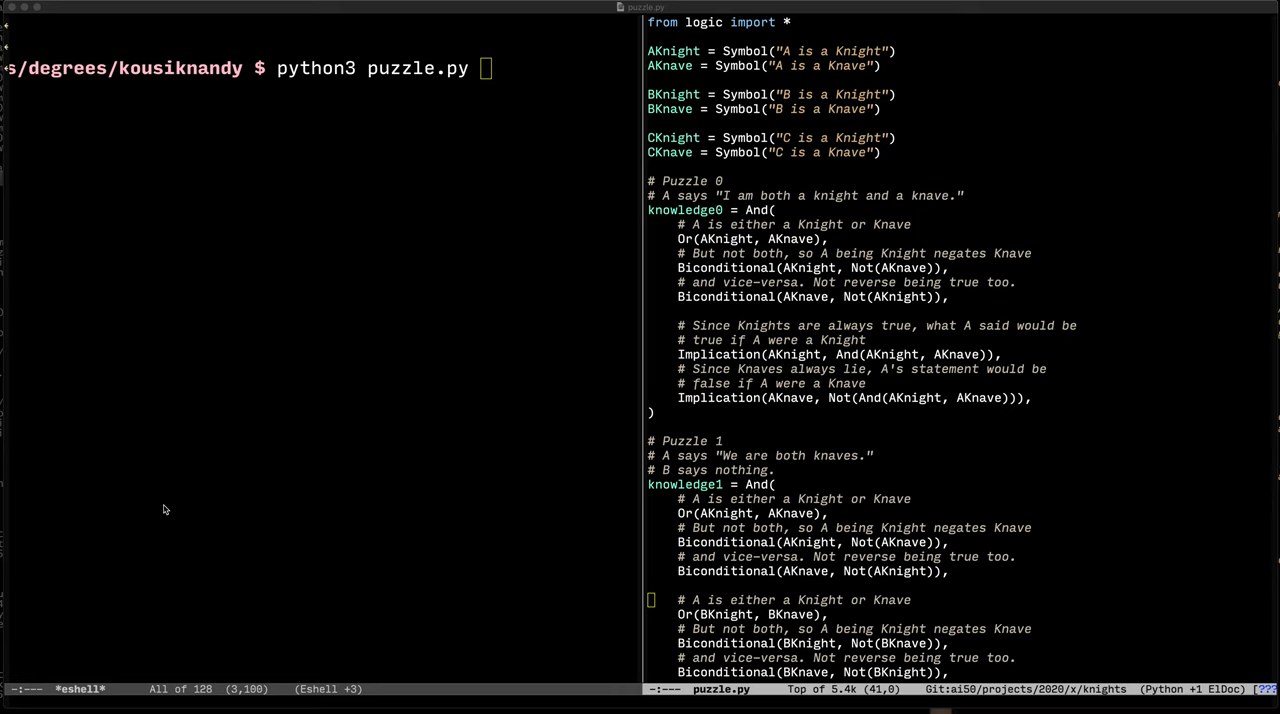 puzzle.py
s/degrees/kousiknandy $ python3 puzzle.py
-:--- *eshell* All of 128 (3,100) (Eshell +3)
from logic import *
AKnight = Symbol("A is a Knight")
AKnave = Symbol("A is a Knave")
BKnight = Symbol("B is a Knight")
BKnave = Symbol("B is a Knave")
CKnight = Symbol("C is a Knight")
CKnave = Symbol("C is a Knave")
# Puzzle 0
# A says "I am both a knight and a knave."
knowledge0 = And(
# A is either a Knight or Knave
Or(AKnight, AKnave),
# But not both, so A being Knight negates Knave
Biconditional(AKnight, Not(AKnave)),
# and vice-versa. Not reverse being true too.
Biconditional(AKnave, Not(AKnight)),
# Since Knights are always true, what A said would be
# true if A were a Knight
Implication(AKnight, And(AKnight, AKnave)),
# Since Knaves always lie, A's statement would be
# false if A were a Knave
Implication(AKnave, Not(And(AKnight, AKnave))),
)
# Puzzle 1
# A says "We are both knaves."
# B says nothing.
knowledge1 = And(
# A is either a Knight or Knave
Or(AKnight, AKnave),
# But not both, so A being Knight negates Knave
Biconditional(AKnight, Not(AKnave)),
# and vice-versa. Not reverse being true too.
Biconditional(AKnave, Not(AKnight)),
# A is either a Knight or Knave
Or(BKnight, BKnave),
# But not both, so A being Knight negates Knave
Biconditional(BKnight, Not(BKnave)),
# and vice-versa. Not reverse being true too.
Biconditional(BKnave, Not(BKnight)),
-:--- puzzle.py Top of 5.4k (41,0) Git:ai50/projects/2020/x/knights (Python +1 ElDoc) [???